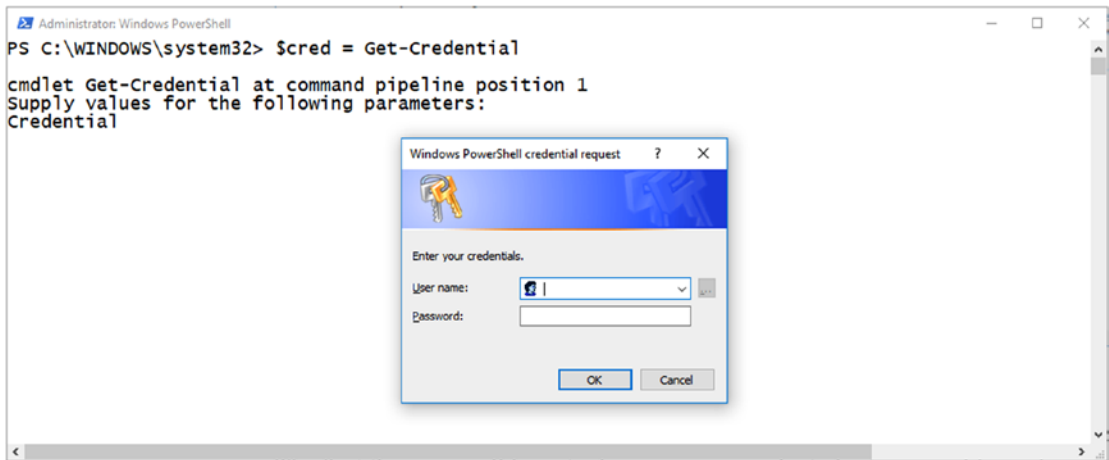 Administrator: Windows PowerShell
PS C:\WINDOWS\system32> $cred = Get-Credential
cmdlet Get-Credential at command pipeline position 1
Supply values for the following parameters:
Credential
Windows PowerShell credential request
Enter your credentials.
User name:
Password:
OK Cancel